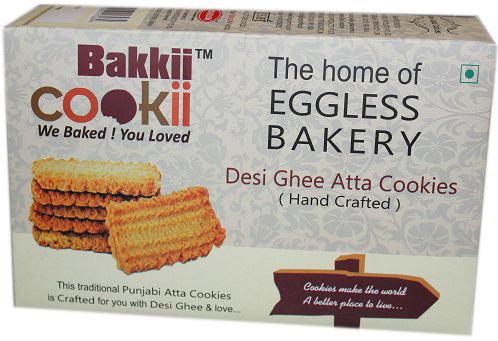 Bakkii™
cookii
We Baked ! You Loved
The home of
EGGLESS
BAKERY
Desi Ghee Atta Cookies
( Hand Crafted )
This traditional Punjabi Atta Cookies
is Crafted for you with Desi Ghee & love...
Cookies make the world
A better place to live...